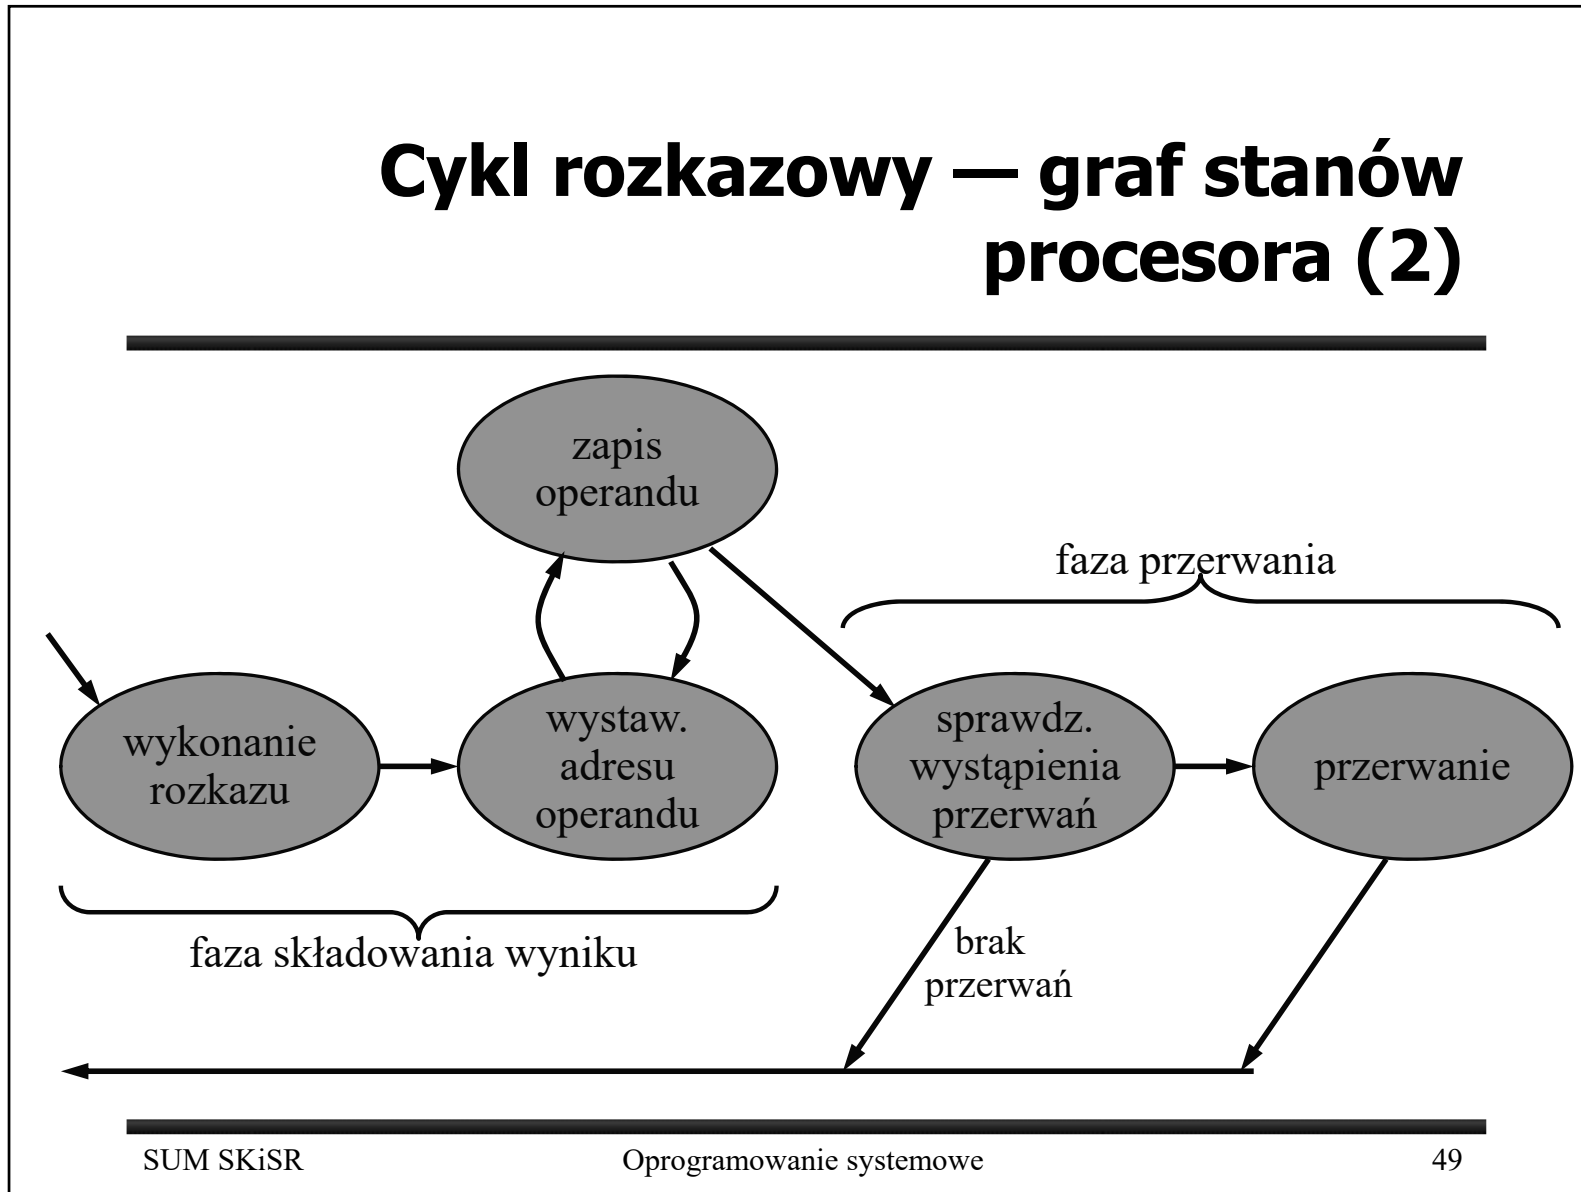 Cykl rozkazowy — graf stanów
procesora (2)
zapis
operandu
faza przerwania
wykonanie
rozkazu
wystaw.
adresu
operandu
sprawdz.
wystąpienia
przerwań
przerwanie
faza składowania wyniku
brak
przerwań
SUM SKiSR
Oprogramowanie systemowe
49